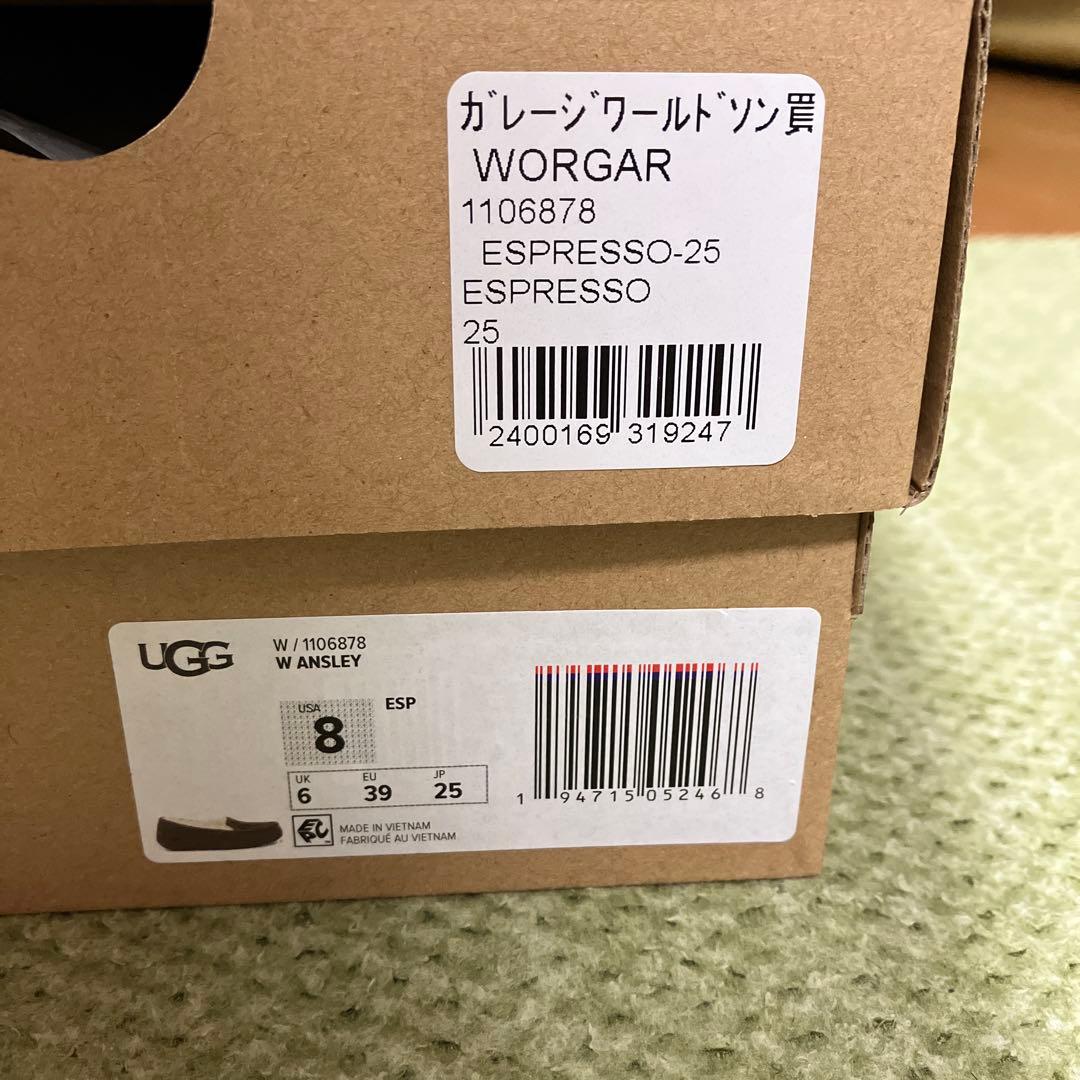 ｶﾞﾚｰｼﾞﾜｰﾙﾄﾞｿﾝ買
WORGAR
1106878
ESPRESSO-25
ESPRESSO
25
2400169 319247
UGG
W / 1106878
W ANSLEY
USA
8
ESP
UK EU JP
6 39 25
MADE IN VIETNAM
FABRIQUÉ AU VIETNAM
1 94715 05246 8